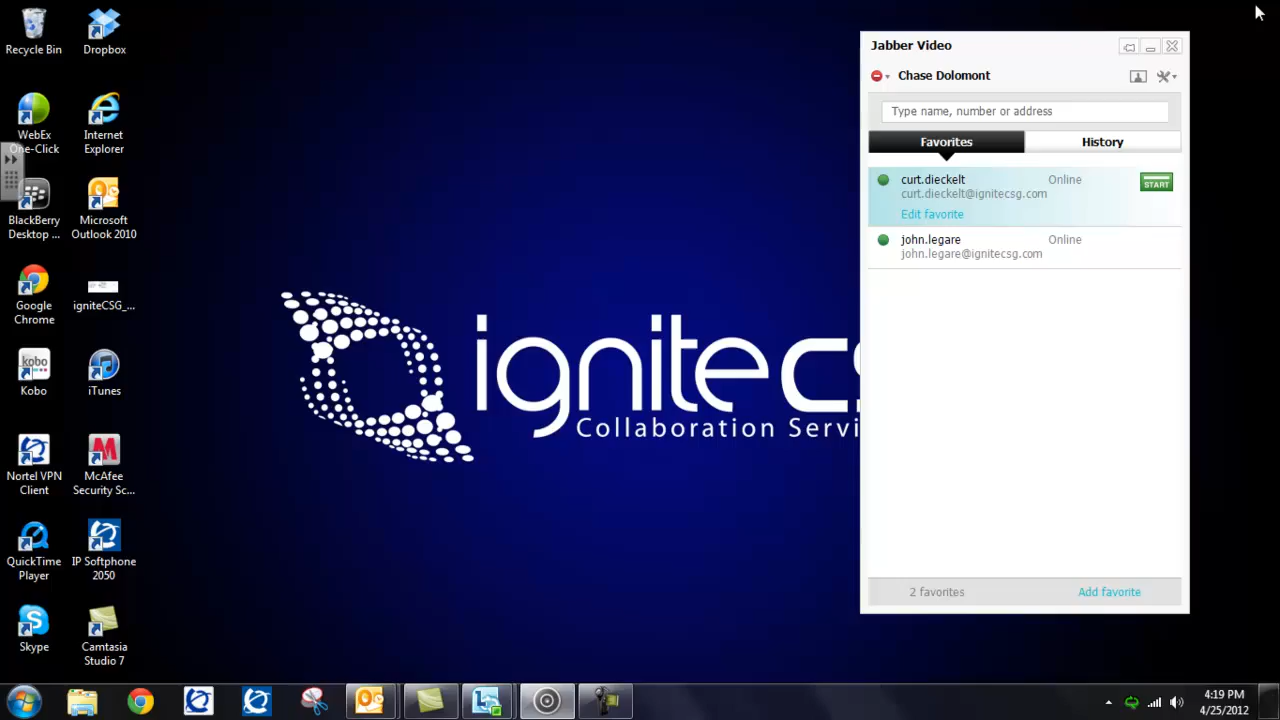 Recycle Bin
Dropbox
WebEx
One-Click
Internet
Explorer
BlackBerry
Desktop ...
Microsoft
Outlook 2010
Google
Chrome
igniteCSG_...
kobo
Kobo
iTunes
Nortel VPN
Client
McAfee
Security Sc...
QuickTime
Player
IP Softphone
2050
Skype
Camtasia
Studio 7
ignitecs
Collaboration Servi
Jabber Video
Chase Dolomont
Type name, number or address
Favorites
History
curt.dieckelt
Online
START
curt.dieckelt@ignitecsg.com
Edit favorite
john.legare
Online
john.legare@ignitecsg.com
2 favorites
Add favorite
4:19 PM
4/25/2012